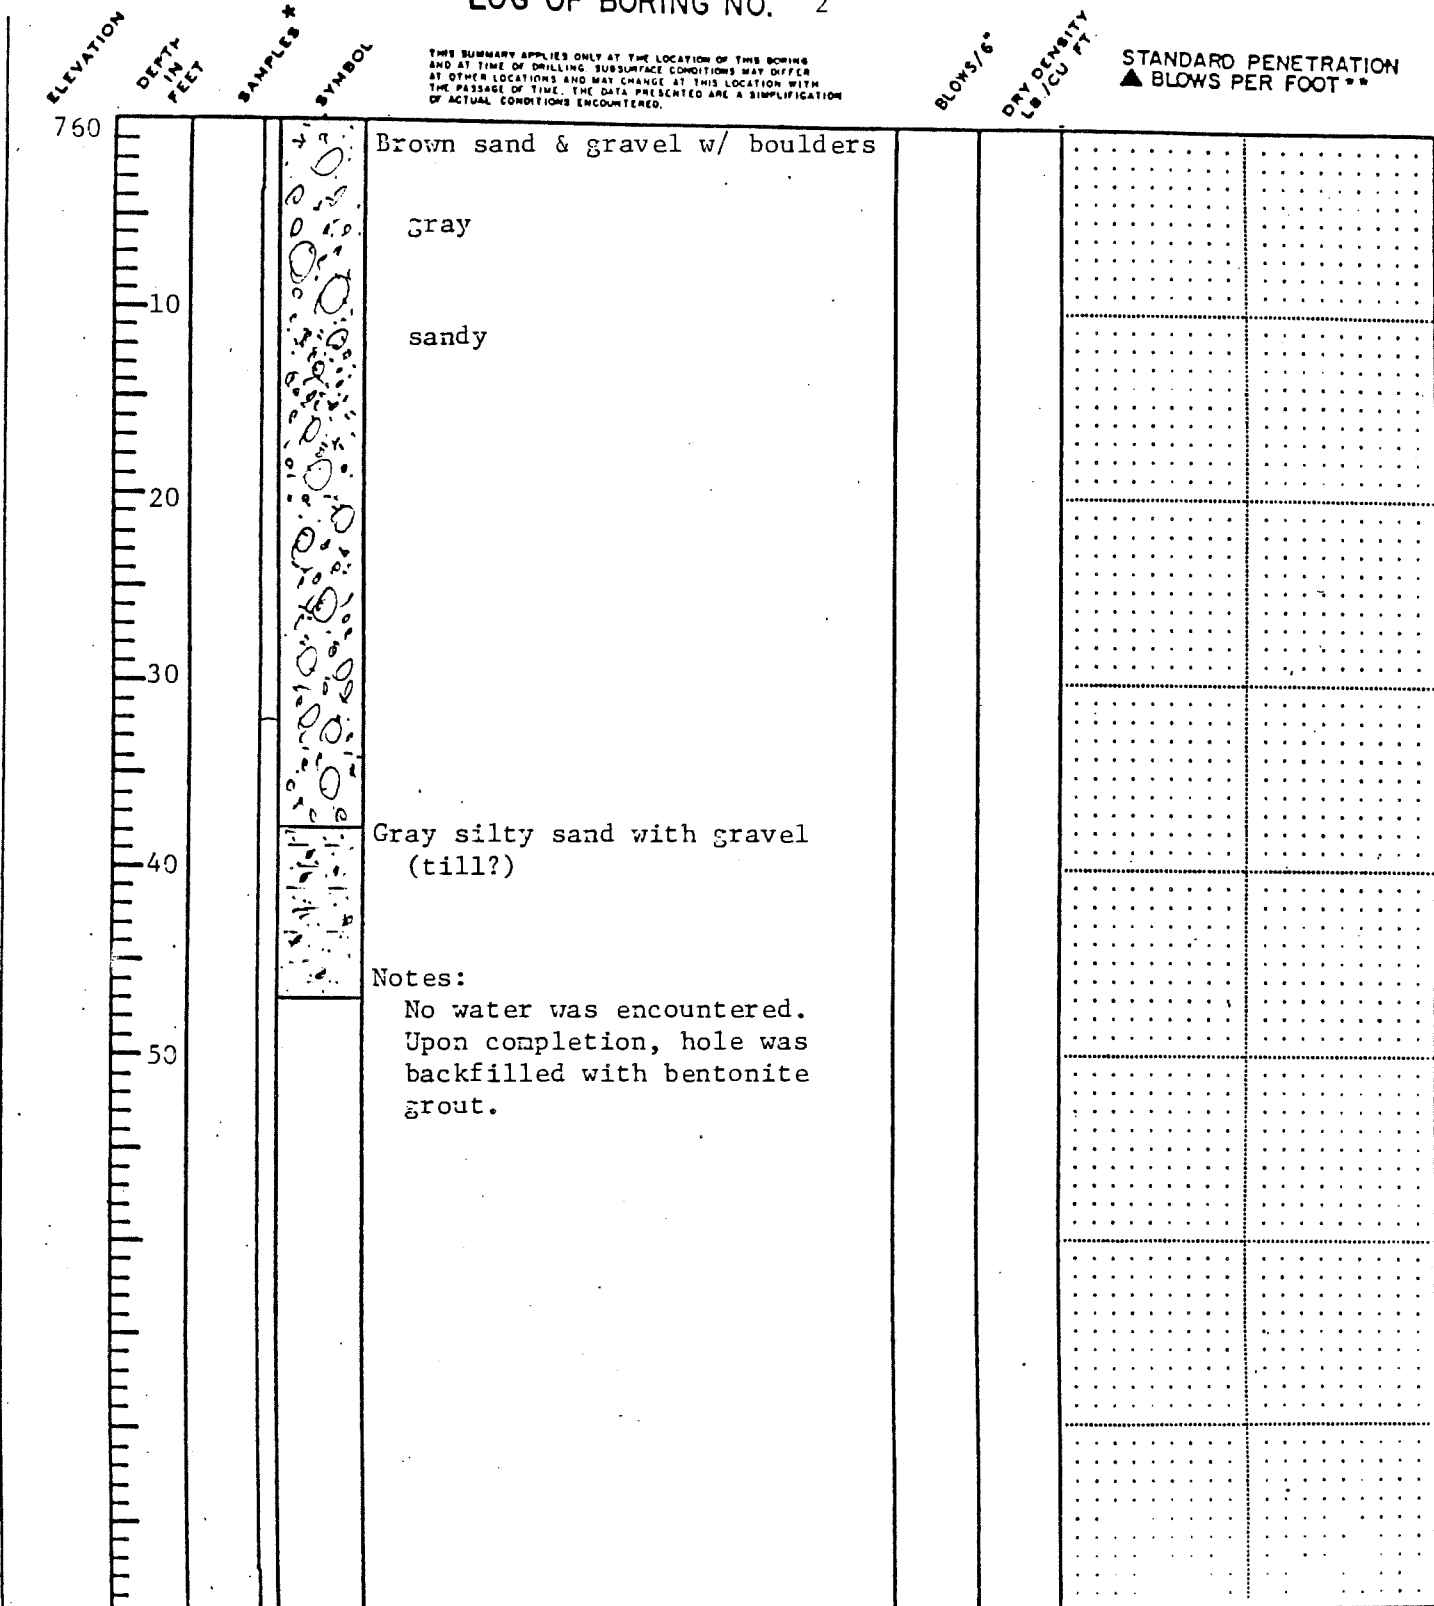 LOG OF BORING NO. 2
ELEVATION
DEPTH
IN
FEET
SAMPLES *
SYMBOL
THIS SUMMARY APPLIES ONLY AT THE LOCATION OF THIS BORING
AND AT TIME OF DRILLING. SUBSURFACE CONDITIONS MAY DIFFER
AT OTHER LOCATIONS AND MAY CHANGE AT THIS LOCATION WITH
THE PASSAGE OF TIME. THE DATA PRESENTED ARE A SIMPLIFICATION
OF ACTUAL CONDITIONS ENCOUNTERED.
BLOWS/6"
DRY DENSITY
LB./CU FT.
STANDARD PENETRATION
▲ BLOWS PER FOOT **
760
Brown sand & gravel w/ boulders
gray
10
sandy
20
30
Gray silty sand with gravel
40
(till?)
Notes:
No water was encountered.
Upon completion, hole was
50
backfilled with bentonite
grout.